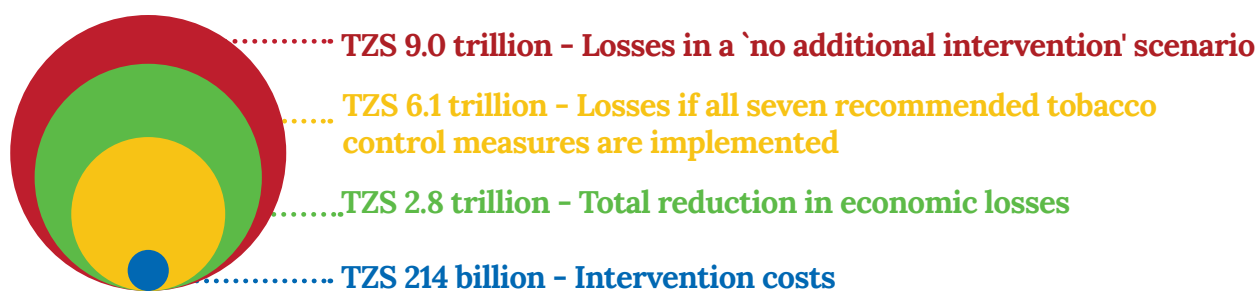 TZS 9.0 trillion - Losses in a `no additional intervention' scenario
TZS 6.1 trillion - Losses if all seven recommended tobacco
control measures are implemented
TZS 2.8 trillion - Total reduction in economic losses
TZS 214 billion - Intervention costs